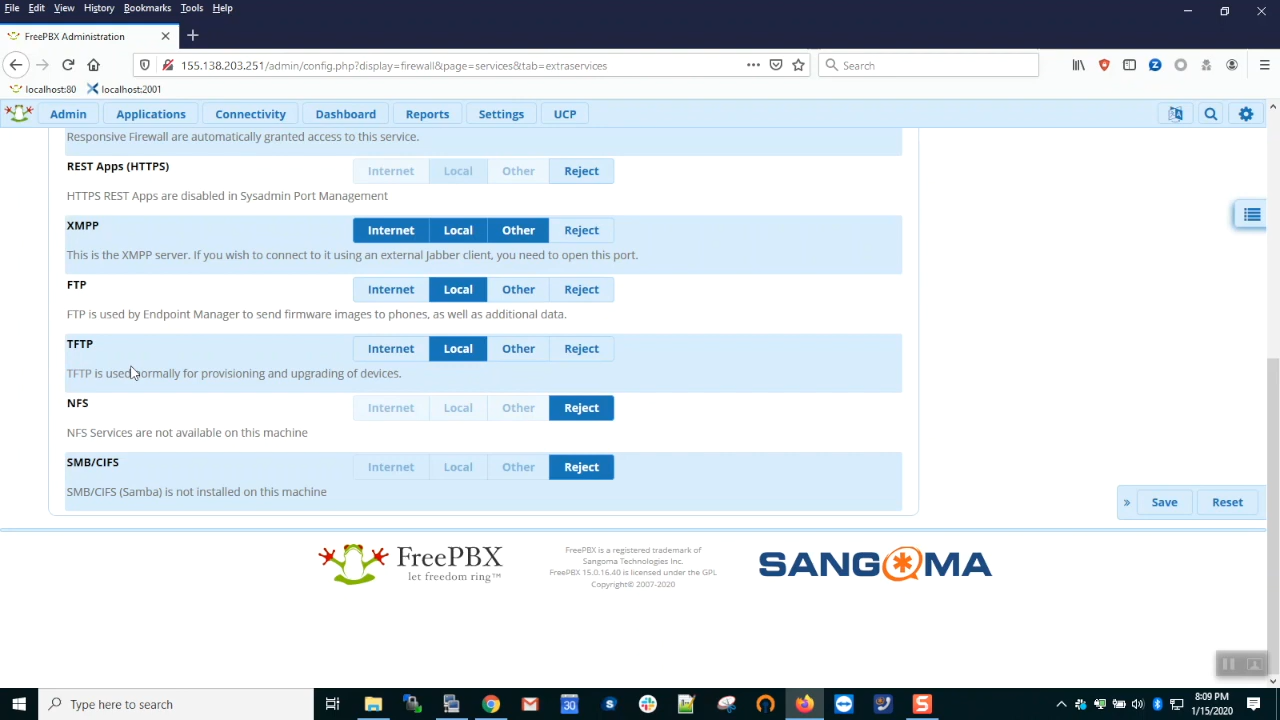 File Edit View History Bookmarks Tools Help
FreePBX Administration
155.138.203.251/admin/config.php?display=firewall&page=services&tab=extraservices
Search
localhost:80 localhost:2001
Admin Applications Connectivity Dashboard Reports Settings UCP
Responsive Firewall are automatically granted access to this service.
REST Apps (HTTPS) Internet Local Other Reject
HTTPS REST Apps are disabled in Sysadmin Port Management
XMPP Internet Local Other Reject
This is the XMPP server. If you wish to connect to it using an external Jabber client, you need to open this port.
FTP Internet Local Other Reject
FTP is used by Endpoint Manager to send firmware images to phones, as well as additional data.
TFTP Internet Local Other Reject
TFTP is used normally for provisioning and upgrading of devices.
NFS Internet Local Other Reject
NFS Services are not available on this machine
SMB/CIFS Internet Local Other Reject
SMB/CIFS (Samba) is not installed on this machine
» Save Reset
FreePBX
let freedom ring™
FreePBX is a registered trademark of
Sangoma Technologies Inc.
FreePBX 15.0.16.40 is licensed under the GPL
Copyright© 2007-2020
SANGOMA
Type here to search
8:09 PM
1/15/2020